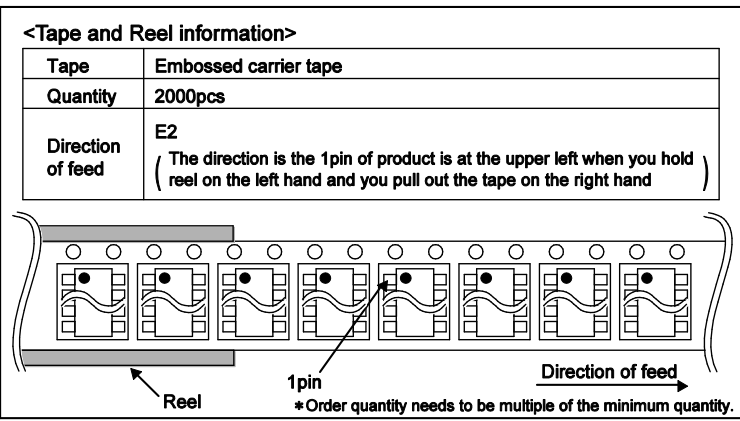 <Tape and Reel information>
Tape Embossed carrier tape
Quantity 2000pcs
Direction of feed E2
( The direction is the 1pin of product is at the upper left when you hold
reel on the left hand and you pull out the tape on the right hand )
Direction of feed
1pin
Reel
*Order quantity needs to be multiple of the minimum quantity.